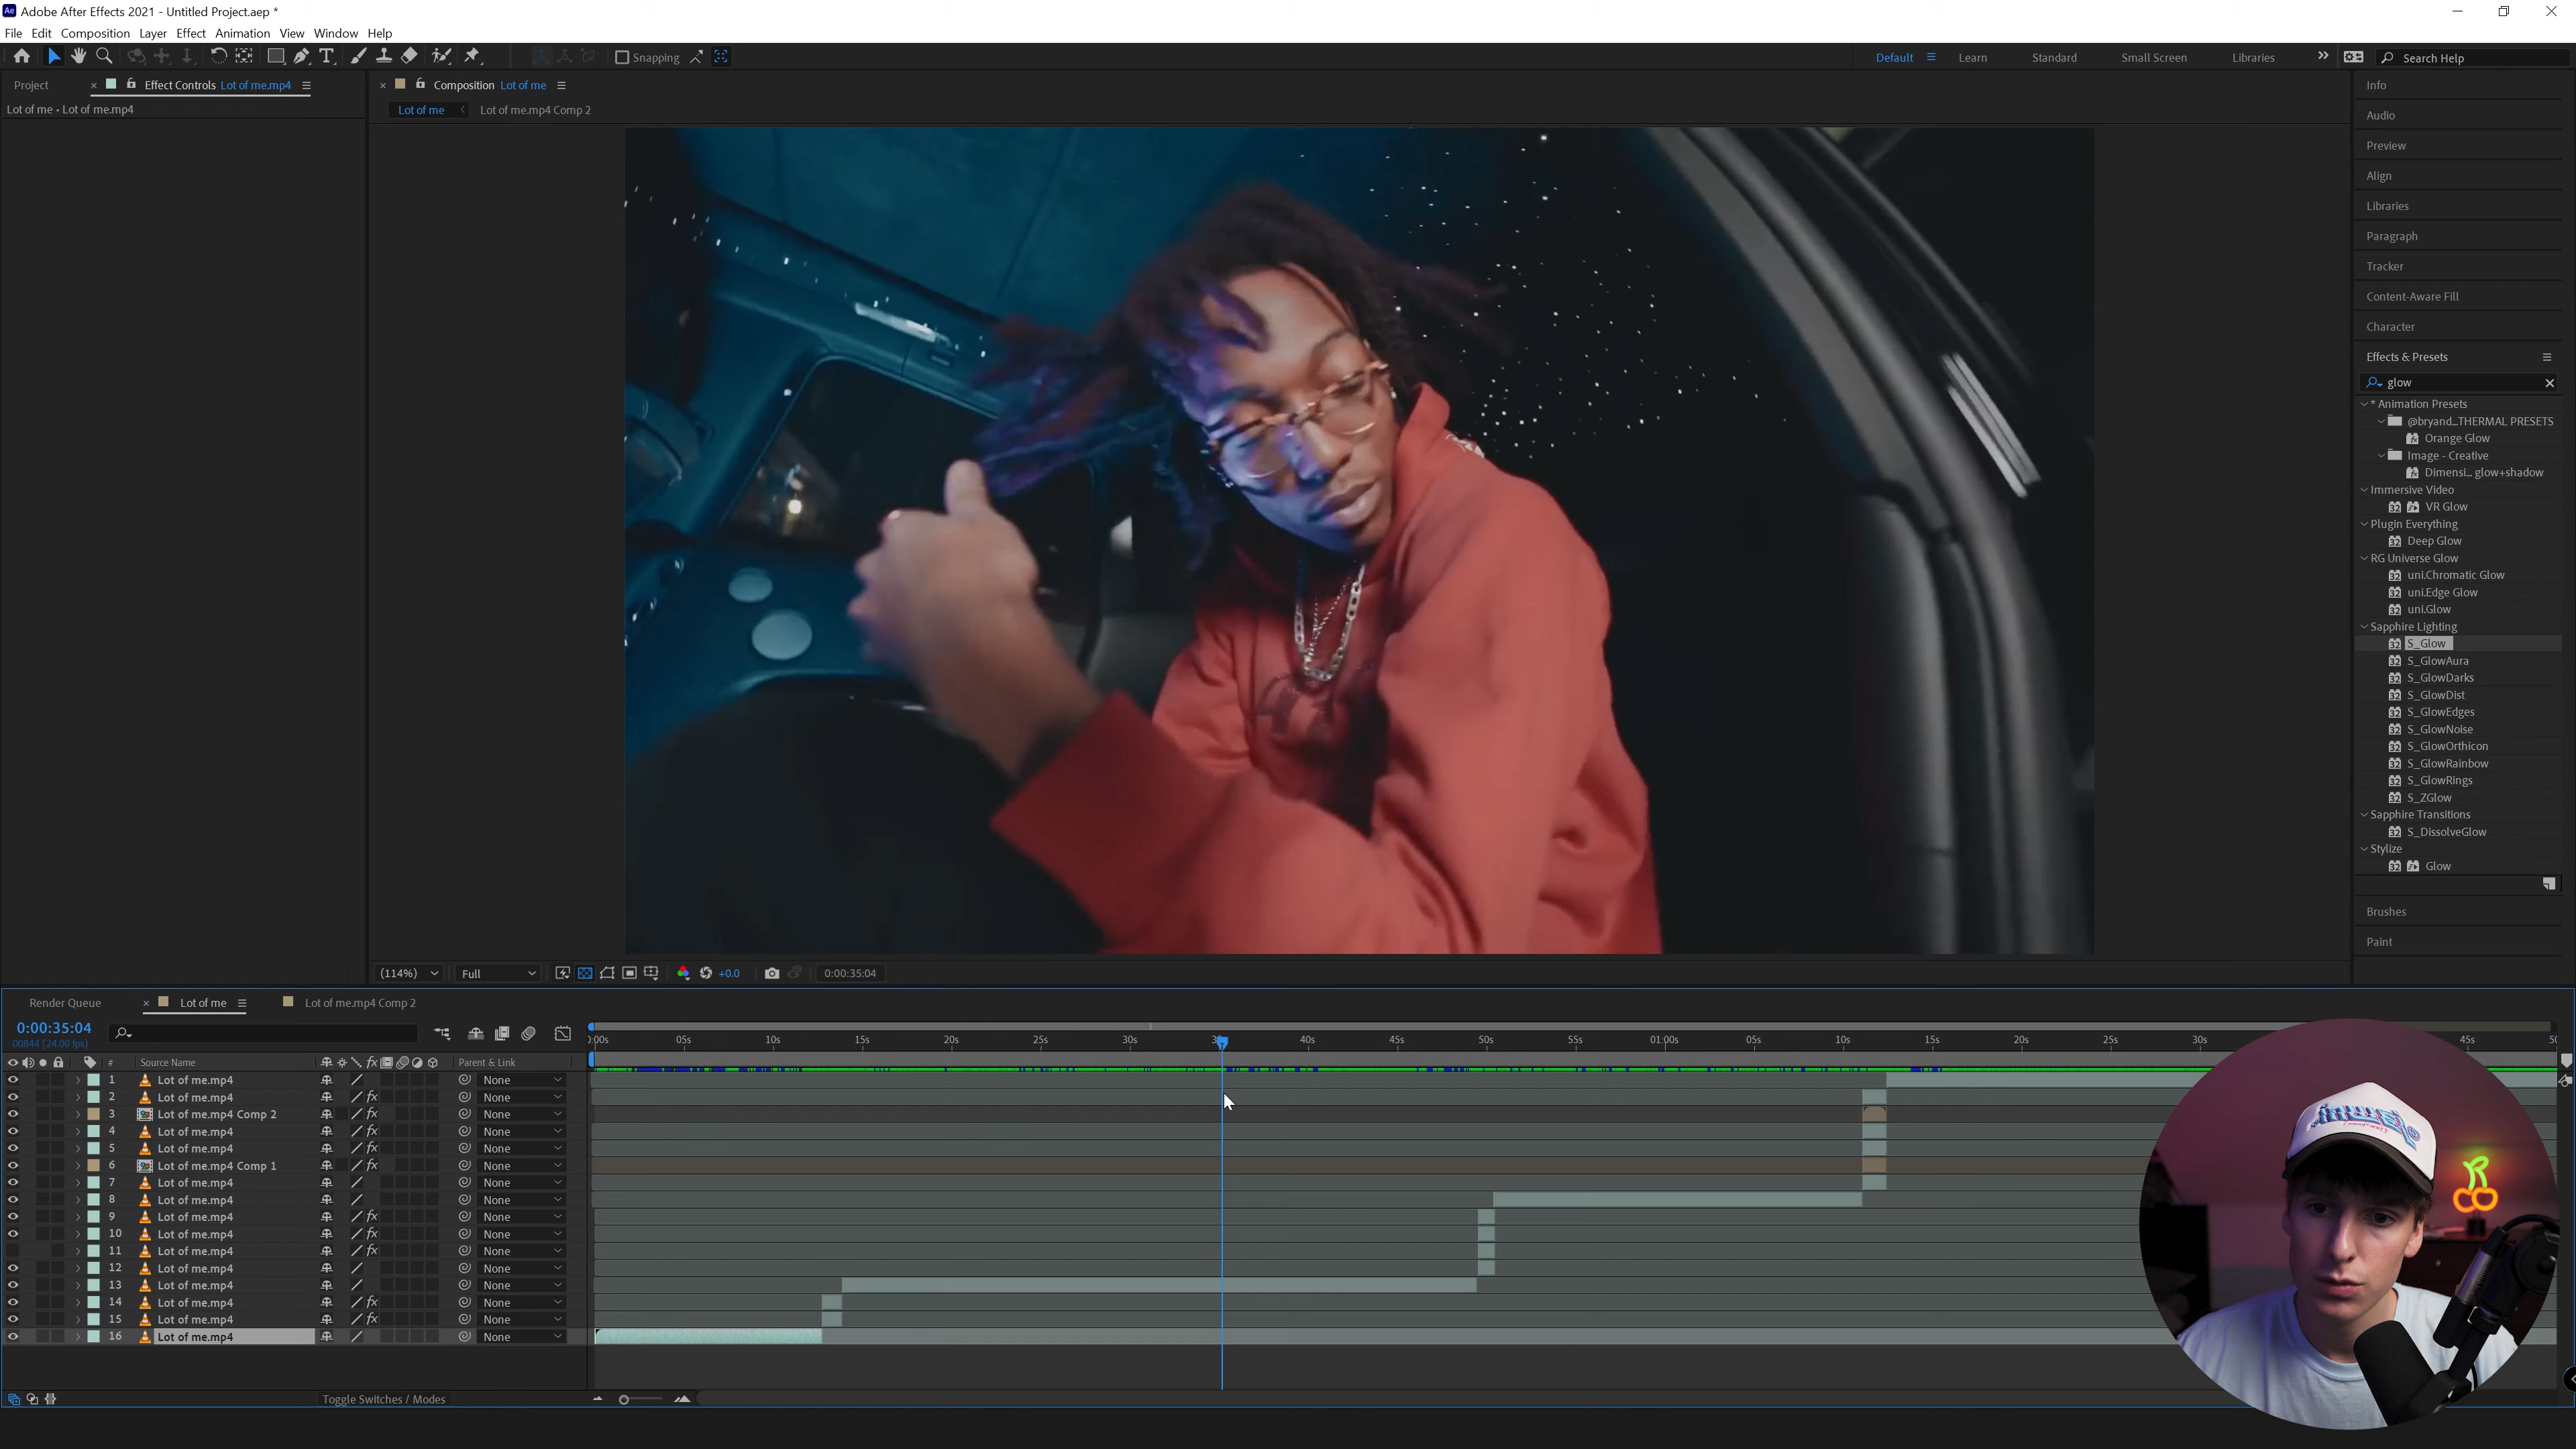 Adobe After Effects 2021 - Untitled Project.aep *
File Edit Composition Layer Effect Animation View Window Help
Snapping
Default Learn Standard Small Screen Libraries Search Help
Project Effect Controls Lot of me.mp4
Composition Lot of me
Lot of me • Lot of me.mp4
Lot of me Lot of me.mp4 Comp 2
Info
Audio
Preview
Align
Libraries
Paragraph
Tracker
Content-Aware Fill
Character
Effects & Presets
glow
* Animation Presets
@bryand_THERMAL PRESETS
Orange Glow
Image - Creative
Dimensi... glow+shadow
Immersive Video
VR Glow
Plugin Everything
Deep Glow
RG Universe Glow
uni.Chromatic Glow
uni.Edge Glow
uni.Glow
Sapphire Lighting
S_Glow
S_GlowAura
S_GlowDarks
S_GlowDist
S_GlowEdges
S_GlowNoise
S_GlowOrthicon
S_GlowRainbow
S_GlowRings
S_ZGlow
Sapphire Transitions
S_DissolveGlow
Stylize
Glow
Brushes
Paint
(114%) Full +0.0 0:00:35:04
Render Queue Lot of me Lot of me.mp4 Comp 2
0:00:35:04
00844 (24.00 fps)
0:00s 05s 10s 15s 20s 25s 30s 40s 45s 50s 55s 01:00s 05s 10s 15s 20s 25s 30s 45s
# Source Name Parent & Link
1 Lot of me.mp4 None
2 Lot of me.mp4 fx None
3 Lot of me.mp4 Comp 2 fx None
4 Lot of me.mp4 fx None
5 Lot of me.mp4 fx None
6 Lot of me.mp4 Comp 1 fx None
7 Lot of me.mp4 None
8 Lot of me.mp4 None
9 Lot of me.mp4 fx None
10 Lot of me.mp4 fx None
11 Lot of me.mp4 fx None
12 Lot of me.mp4 None
13 Lot of me.mp4 None
14 Lot of me.mp4 fx None
15 Lot of me.mp4 fx None
16 Lot of me.mp4 None
Toggle Switches / Modes